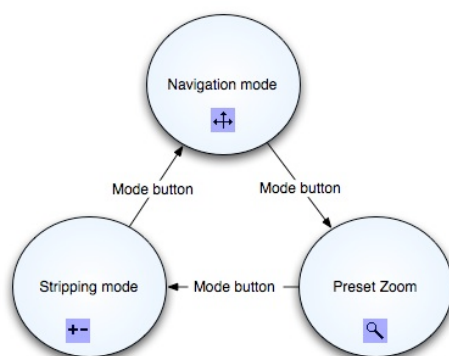 Navigation mode
Mode button
Mode button
Stripping mode
Mode button
Preset Zoom